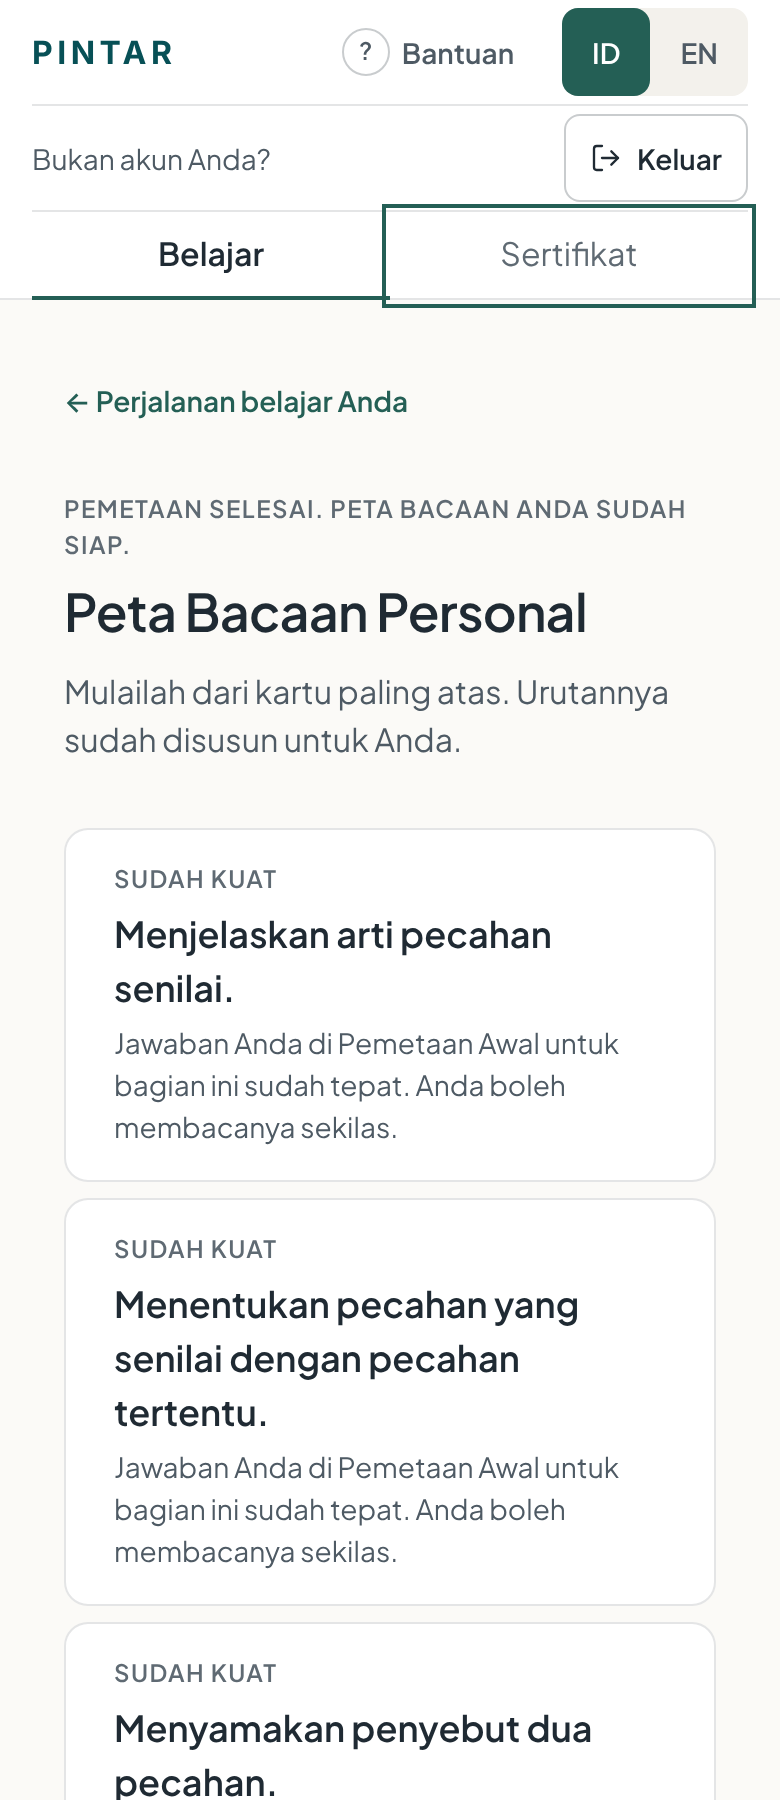 PINTAR
? Bantuan
ID EN
Bukan akun Anda?
Keluar
Belajar
Sertifikat
← Perjalanan belajar Anda
PEMETAAN SELESAI. PETA BACAAN ANDA SUDAH
SIAP.
Peta Bacaan Personal
Mulailah dari kartu paling atas. Urutannya
sudah disusun untuk Anda.
SUDAH KUAT
Menjelaskan arti pecahan
senilai.
Jawaban Anda di Pemetaan Awal untuk
bagian ini sudah tepat. Anda boleh
membacanya sekilas.
SUDAH KUAT
Menentukan pecahan yang
senilai dengan pecahan
tertentu.
Jawaban Anda di Pemetaan Awal untuk
bagian ini sudah tepat. Anda boleh
membacanya sekilas.
SUDAH KUAT
Menyamakan penyebut dua
pecahan.